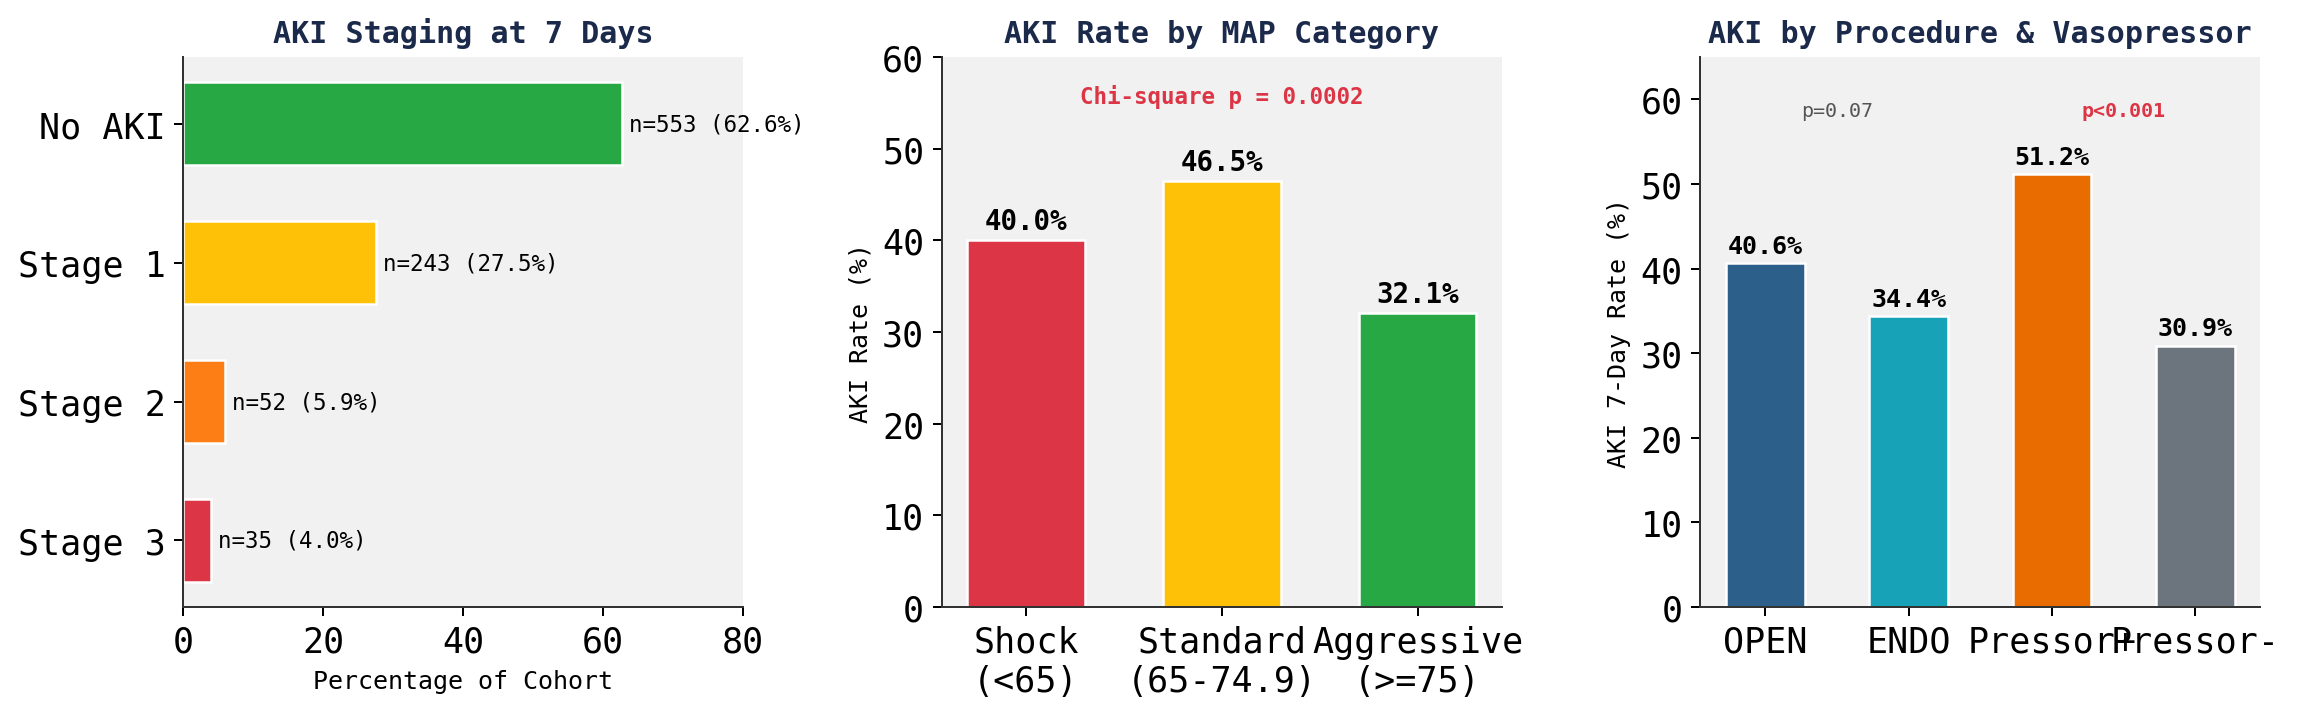 AKI Staging at 7 Days
No AKI
Stage 1
Stage 2
Stage 3
n=553 (62.6%)
n=243 (27.5%)
n=52 (5.9%)
n=35 (4.0%)
0 20 40 60 80
Percentage of Cohort
AKI Rate by MAP Category
Chi-square p = 0.0002
AKI Rate (%)
60
50
40
30
20
10
0
40.0%
46.5%
32.1%
Shock Standard Aggressive
(<65) (65-74.9) (>=75)
AKI by Procedure & Vasopressor
p=0.07 p<0.001
AKI 7-Day Rate (%)
60
50
40
30
20
10
0
40.6%
34.4%
51.2%
30.9%
OPEN ENDO Pressor+ Pressor-